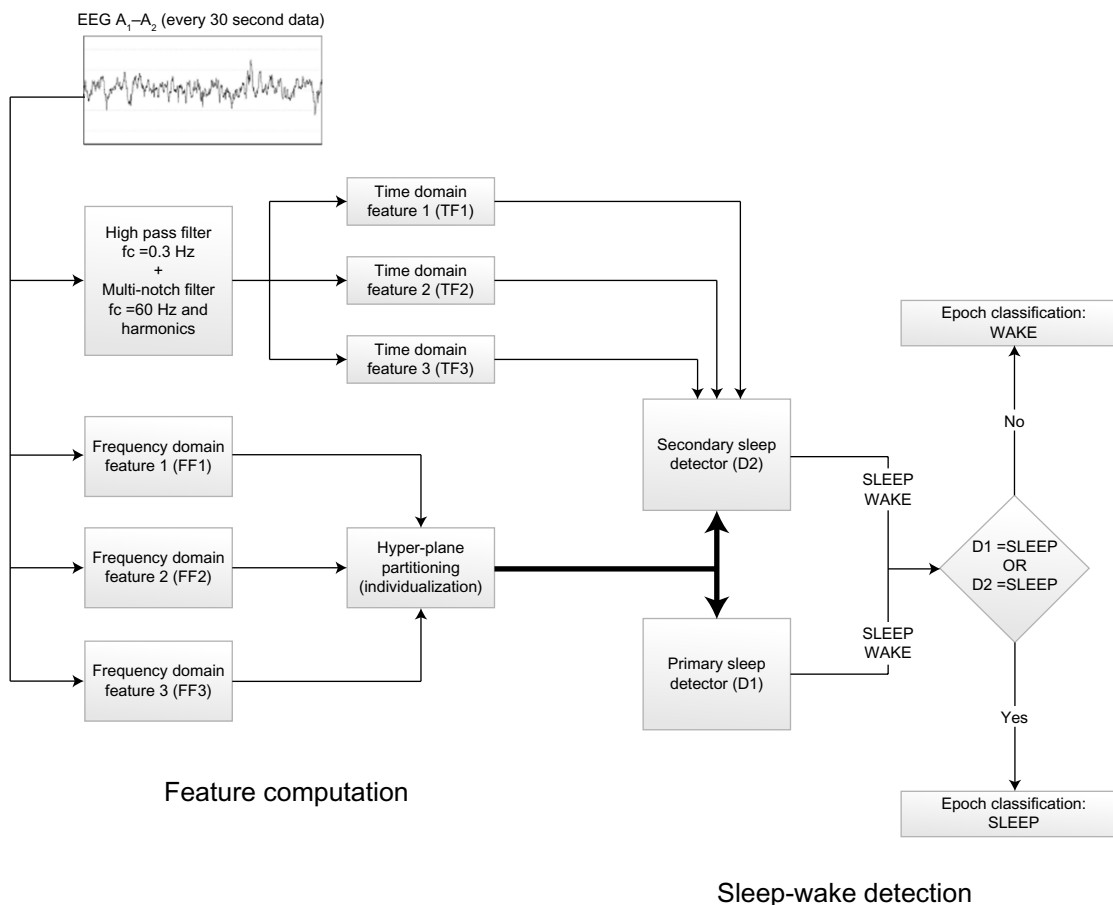 EEG A₁–A₂ (every 30 second data)
High pass filter
fc =0.3 Hz
+
Multi-notch filter
fc =60 Hz and
harmonics
Time domain
feature 1 (TF1)
Time domain
feature 2 (TF2)
Time domain
feature 3 (TF3)
Frequency domain
feature 1 (FF1)
Frequency domain
feature 2 (FF2)
Frequency domain
feature 3 (FF3)
Hyper-plane
partitioning
(individualization)
Secondary sleep
detector (D2)
Primary sleep
detector (D1)
SLEEP
WAKE
SLEEP
WAKE
D1 =SLEEP
OR
D2 =SLEEP
No
Epoch classification:
WAKE
Yes
Epoch classification:
SLEEP
Feature computation
Sleep-wake detection